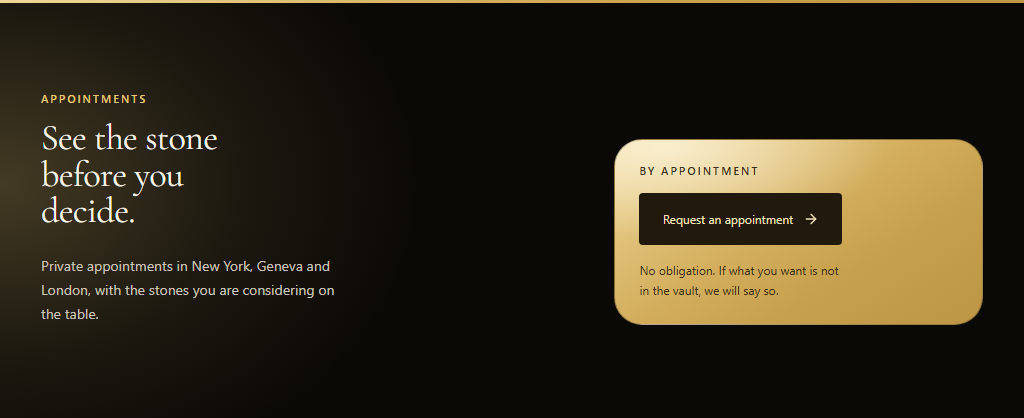 APPOINTMENTS
See the stone
before you
decide.
Private appointments in New York, Geneva and
London, with the stones you are considering on
the table.
BY APPOINTMENT
Request an appointment →
No obligation. If what you want is not
in the vault, we will say so.